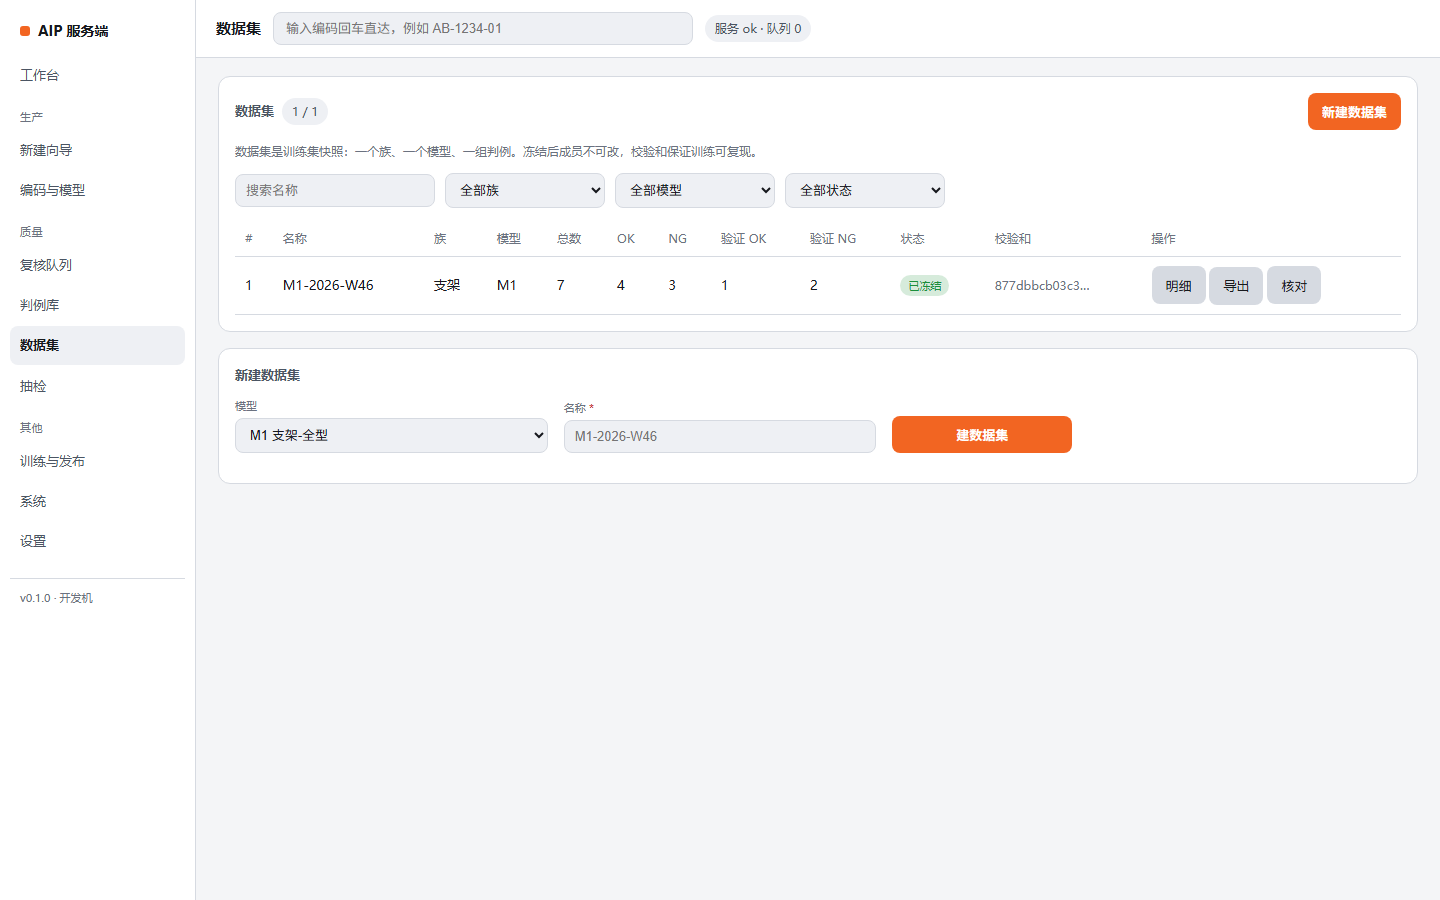 AIP 服务端
工作台
生产
新建向导
编码与模型
质量
复核队列
判例库
数据集
抽检
其他
训练与发布
系统
设置
v0.1.0 · 开发机
数据集 输入编码回车直达，例如 AB-1234-01 服务 ok · 队列 0
数据集 1 / 1 新建数据集
数据集是训练集快照：一个族、一个模型、一组判例。冻结后成员不可改，校验和保证训练可复现。
搜索名称 全部族 全部模型 全部状态
# 名称 族 模型 总数 OK NG 验证 OK 验证 NG 状态 校验和 操作
1 M1-2026-W46 支架 M1 7 4 3 1 2 已冻结 877dbbcb03c3... 明细 导出 核对
新建数据集
模型 名称 *
M1 支架-全型 M1-2026-W46 建数据集